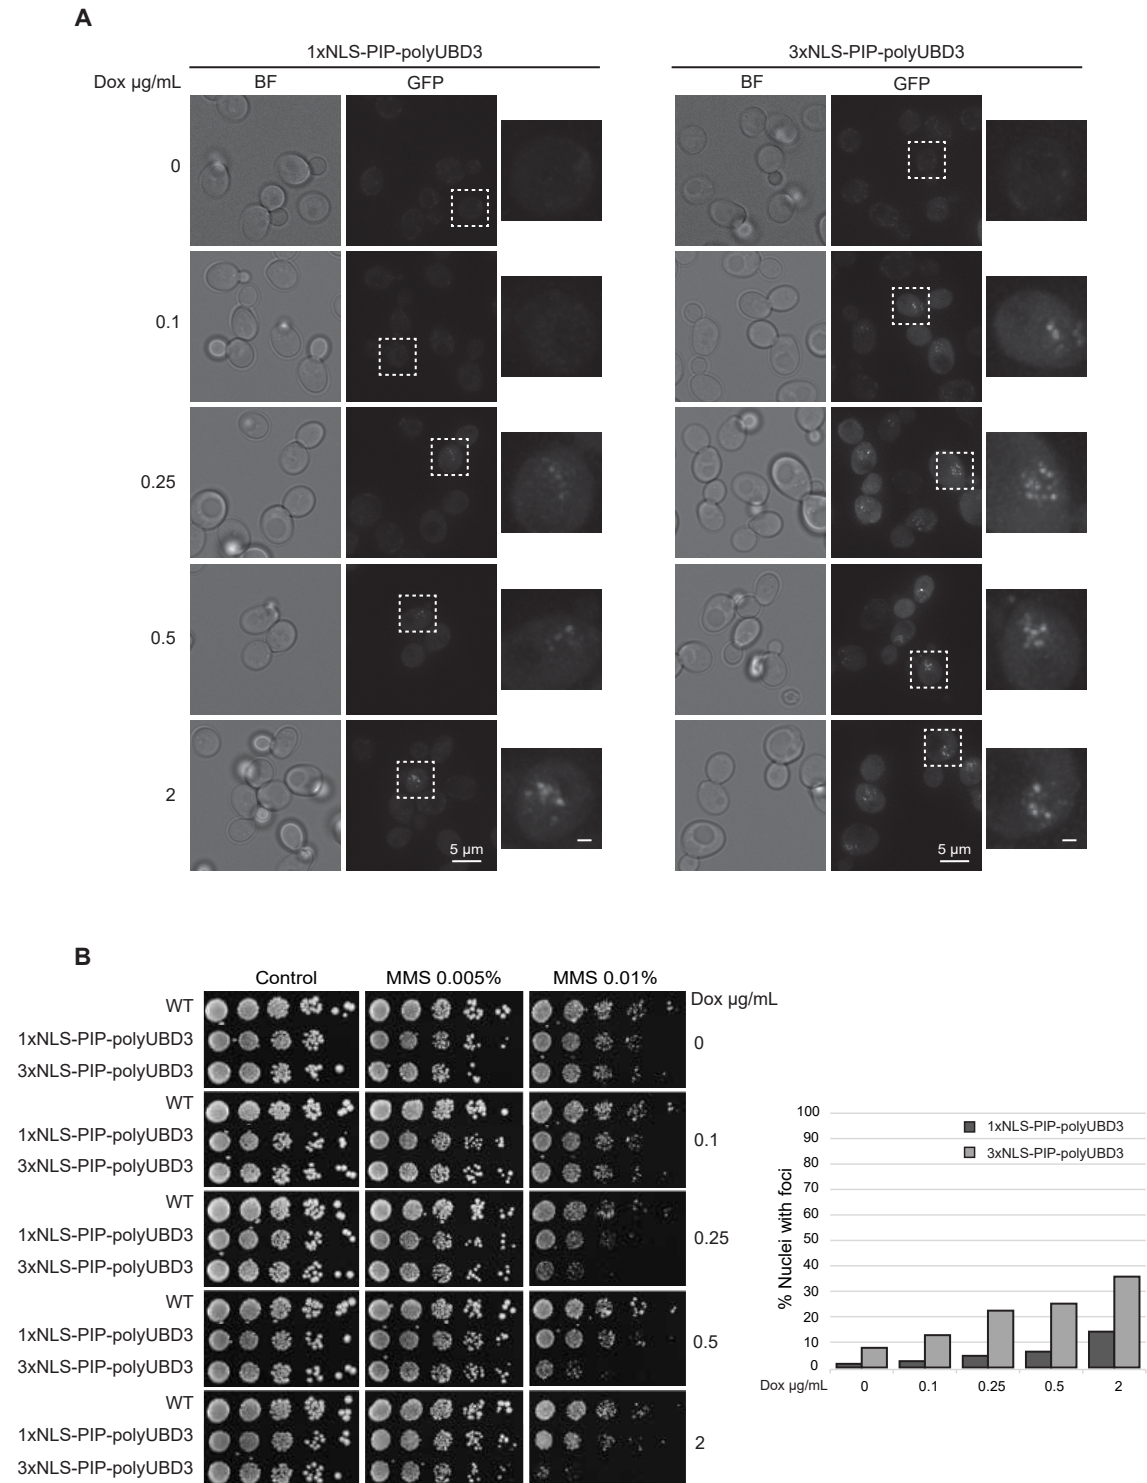 A
1xNLS-PIP-polyUBD3
3xNLS-PIP-polyUBD3
Dox µg/mL
BF
GFP
BF
GFP
0
0.1
0.25
0.5
2
5 µm
5 µm
B
Control
MMS 0.005%
MMS 0.01%
Dox µg/mL
WT
1xNLS-PIP-polyUBD3
3xNLS-PIP-polyUBD3
0
WT
1xNLS-PIP-polyUBD3
3xNLS-PIP-polyUBD3
0.1
WT
1xNLS-PIP-polyUBD3
3xNLS-PIP-polyUBD3
0.25
WT
1xNLS-PIP-polyUBD3
3xNLS-PIP-polyUBD3
0.5
WT
1xNLS-PIP-polyUBD3
3xNLS-PIP-polyUBD3
2
% Nuclei with foci
100
90
80
70
60
50
40
30
20
10
0
1xNLS-PIP-polyUBD3
3xNLS-PIP-polyUBD3
Dox µg/mL
0
0.1
0.25
0.5
2